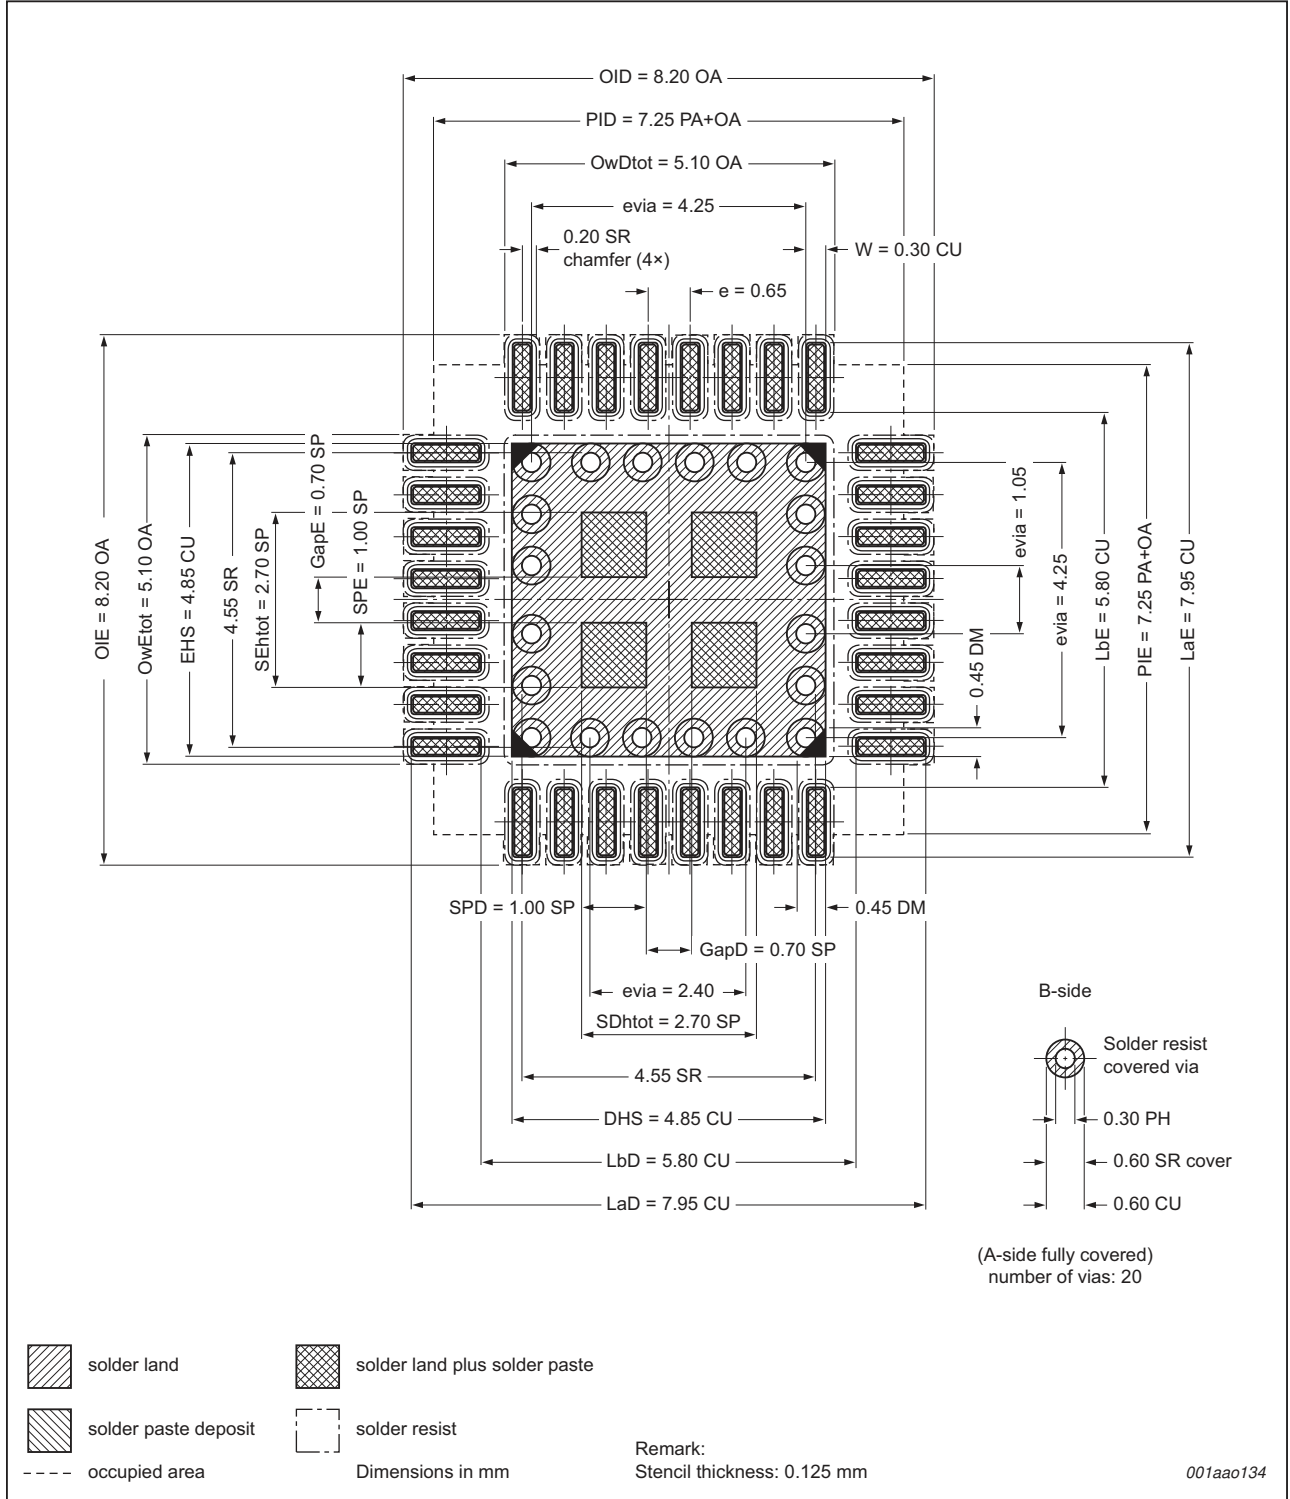 OID = 8.20 OA
PID = 7.25 PA+OA
OwDtot = 5.10 OA
evia = 4.25
0.20 SR
chamfer (4×)
W = 0.30 CU
e = 0.65
OIE = 8.20 OA
OwEtot = 5.10 OA
EHS = 4.85 CU
4.55 SR
SEhtot = 2.70 SP
GapE = 0.70 SP
SPE = 1.00 SP
0.45 DM
evia = 1.05
evia = 4.25
LbE = 5.80 CU
PIE = 7.25 PA+OA
LaE = 7.95 CU
SPD = 1.00 SP
0.45 DM
GapD = 0.70 SP
evia = 2.40
SDhtot = 2.70 SP
4.55 SR
DHS = 4.85 CU
LbD = 5.80 CU
LaD = 7.95 CU
B-side
Solder resist
covered via
0.30 PH
0.60 SR cover
0.60 CU
(A-side fully covered)
number of vias: 20
solder land
solder land plus solder paste
solder paste deposit
solder resist
occupied area
Dimensions in mm
Remark:
Stencil thickness: 0.125 mm
001aao134